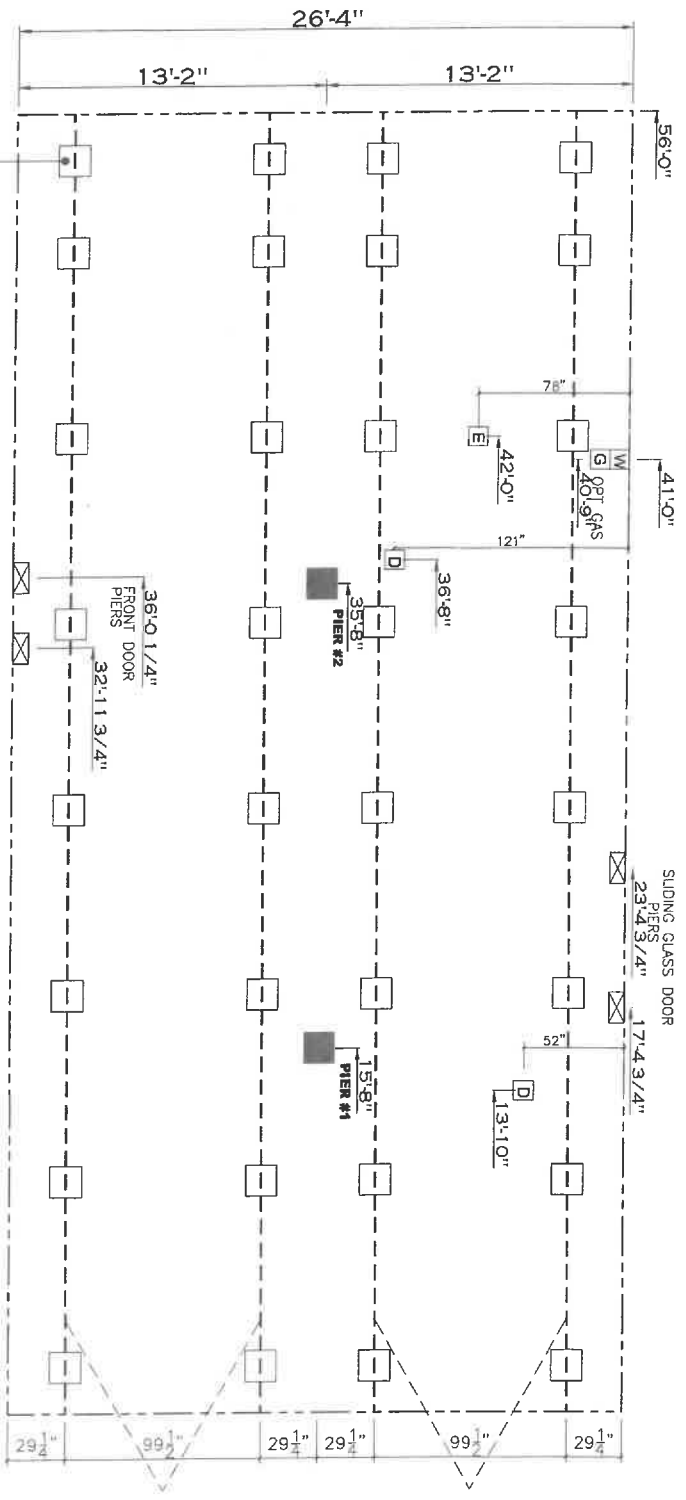 26'-4"
13'-2"
13'-2"
56'-0"
78"
E
42'-0"
W
G
OPT GAS
40'-9"
41'-0"
121"
D
36'-8"
35'-8"
PIER #2
36'-0 1/4"
FRONT DOOR
PIERS
32'-11 3/4"
SLIDING GLASS DOOR
PIERS
23'-4 3/4"
17'-4 3/4"
52"
15'-8"
PIER #1
D
13'-10"
29 1/4"
99 1/2"
29 1/4"
29 1/4"
99 1/2"
29 1/4"